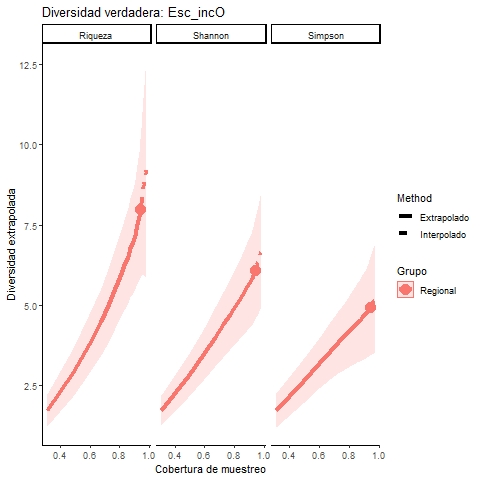 Diversidad verdadera: Esc_incO
Riqueza Shannon Simpson
12.5
10.0
7.5
5.0
2.5
Diversidad extrapolada
0.4 0.6 0.8 1.0 0.4 0.6 0.8 1.0 0.4 0.6 0.8 1.0
Cobertura de muestreo
Method
Extrapolado
Interpolado
Grupo
Regional